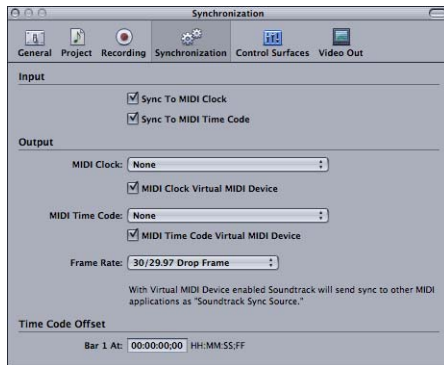 Synchronization
General Project Recording Synchronization Control Surfaces Video Out
Input
Sync To MIDI Clock
Sync To MIDI Time Code
Output
MIDI Clock: None
MIDI Clock Virtual MIDI Device
MIDI Time Code: None
MIDI Time Code Virtual MIDI Device
Frame Rate: 30/29.97 Drop Frame
With Virtual MIDI Device enabled Soundtrack will send sync to other MIDI
applications as "Soundtrack Sync Source."
Time Code Offset
Bar 1 At: 00:00:00;00 HH:MM:SS;FF